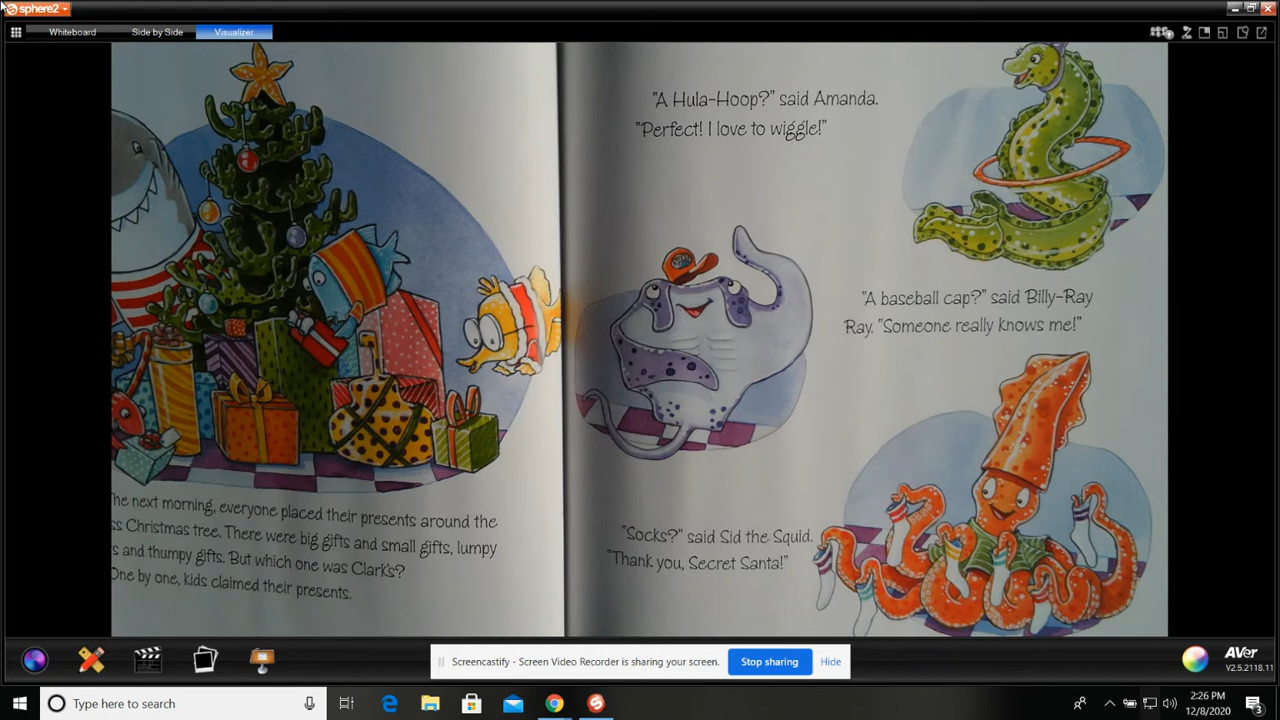 sphere2
Whiteboard
Side by Side
Visualizer
The next morning, everyone placed their presents around the
ss Christmas tree. There were big gifts and small gifts, lumpy
s and thumpy gifts. But which one was Clark's?
One by one, kids claimed their presents.
"A Hula-Hoop?" said Amanda.
"Perfect! I love to wiggle!"
"A baseball cap?" said Billy-Ray
Ray. "Someone really knows me!"
"Socks?" said Sid the Squid.
"Thank you, Secret Santa!"
Screencastify - Screen Video Recorder is sharing your screen.
Stop sharing
Hide
AVer
V2.5.2118.11
Type here to search
2:26 PM
12/8/2020
3